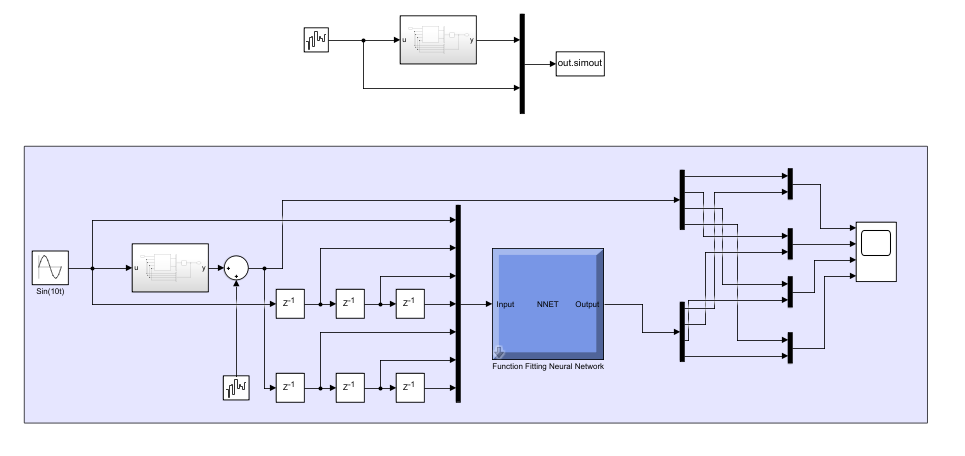 u
y
out.simout
Sin(10t)
u
y
+
+
Z-1
Z-1
Z-1
Z-1
Z-1
Z-1
Input
NNET
Output
Function Fitting Neural Network